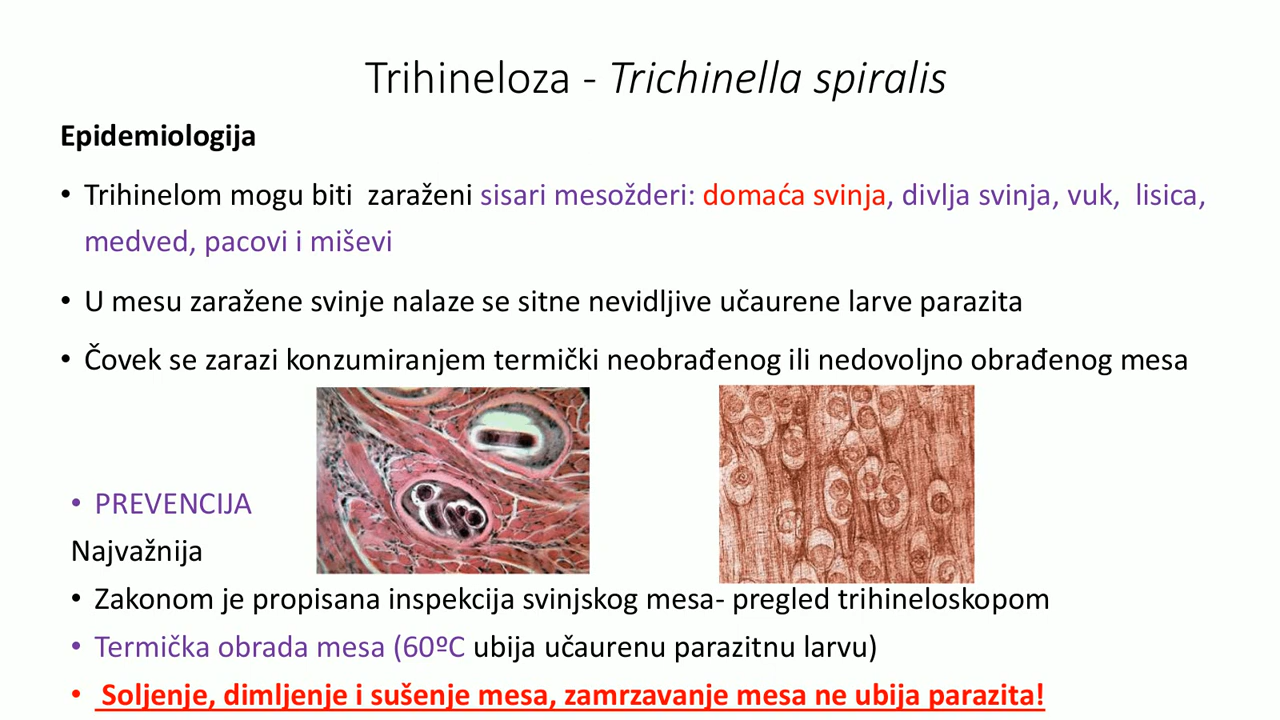 Trihineloza - Trichinella spiralis
Epidemiologija
• Trihinelom mogu biti zaraženi sisari mesožderi: domaća svinja, divlja svinja, vuk, lisica,
medved, pacovi i miševi
• U mesu zaražene svinje nalaze se sitne nevidljive učaurene larve parazita
• Čovek se zarazi konzumiranjem termički neobrađenog ili nedovoljno obrađenog mesa
• PREVENCIJA
Najvažnija
• Zakonom je propisana inspekcija svinjskog mesa- pregled trihineloskopom
• Termička obrada mesa (60ºC ubija učaurenu parazitnu larvu)
• Soljenje, dimljenje i sušenje mesa, zamrzavanje mesa ne ubija parazita!